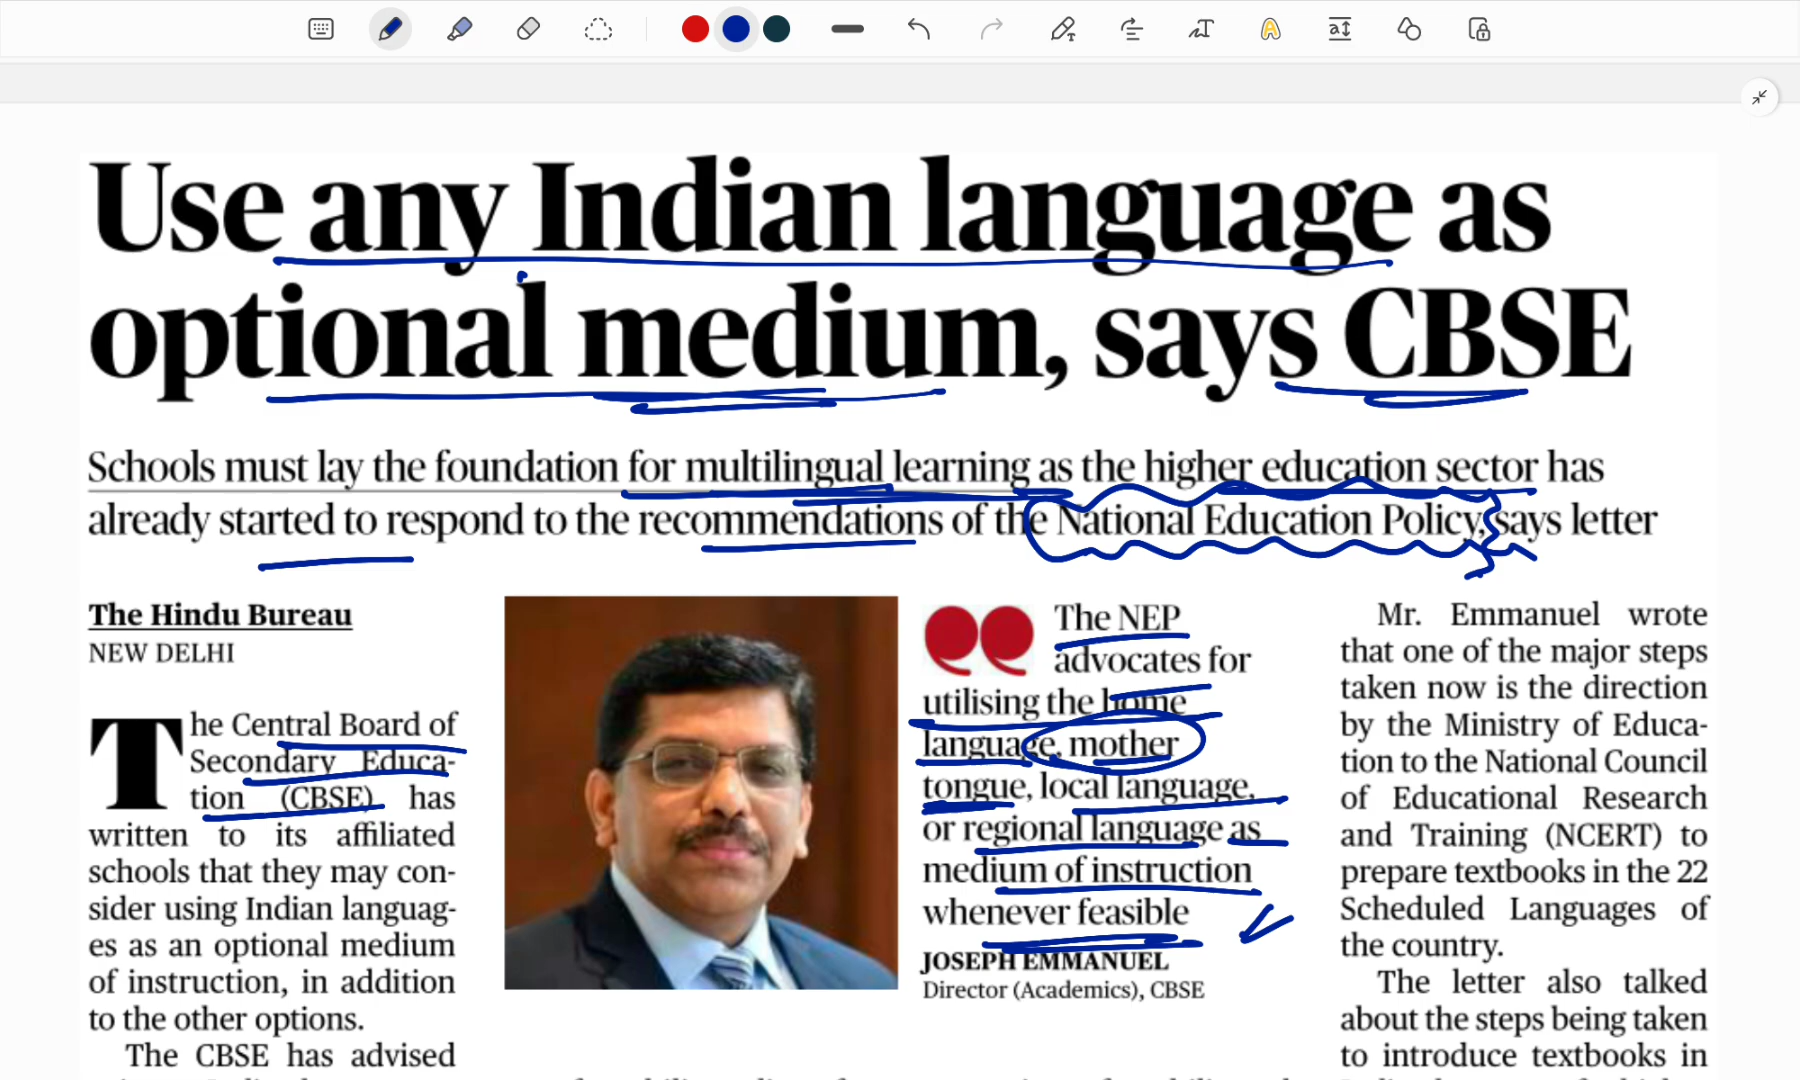 Use any Indian language as
optional medium, says CBSE
Schools must lay the foundation for multilingual learning as the higher education sector has
already started to respond to the recommendations of the National Education Policy, says letter
The Hindu Bureau
NEW DELHI
The Central Board of
Secondary Educa-
tion (CBSE) has
written to its affiliated
schools that they may con-
sider using Indian languag-
es as an optional medium
of instruction, in addition
to the other options.
The CBSE has advised
The NEP
advocates for
utilising the home
language, mother
tongue, local language,
or regional language as
medium of instruction
whenever feasible
JOSEPH EMMANUEL
Director (Academics), CBSE
Mr. Emmanuel wrote
that one of the major steps
taken now is the direction
by the Ministry of Educa-
tion to the National Council
of Educational Research
and Training (NCERT) to
prepare textbooks in the 22
Scheduled Languages of
the country.
The letter also talked
about the steps being taken
to introduce textbooks in